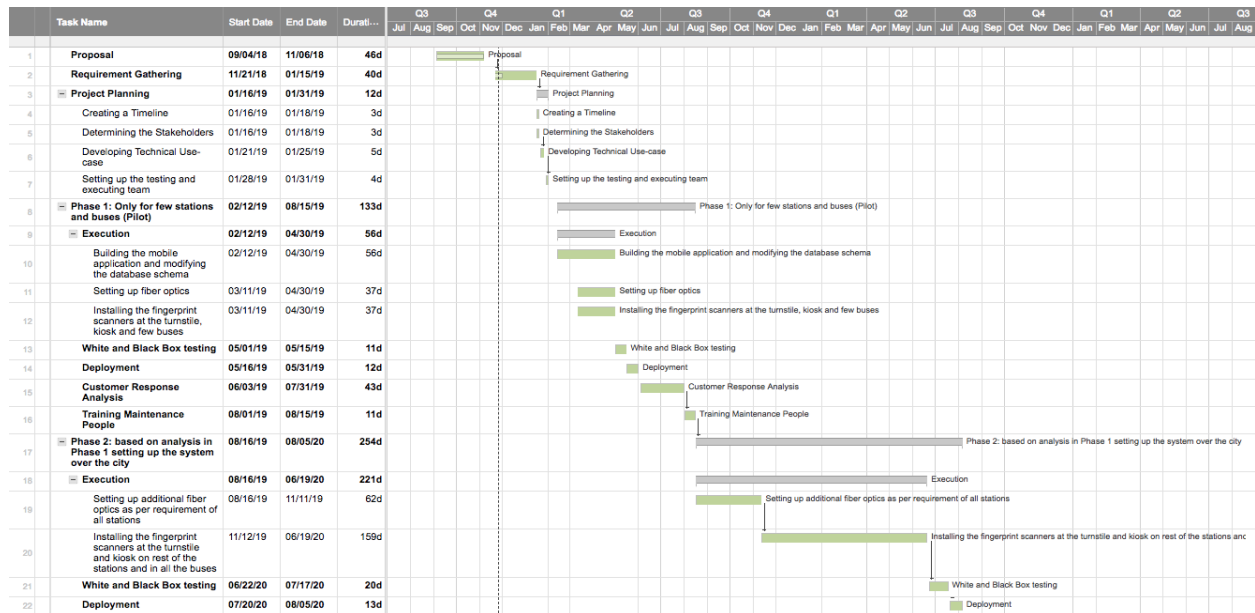 Task Name Start Date End Date Durati... Q3 Q4 Q1 Q2 Q3 Q4 Q1 Q2 Q3 Q4 Q1 Q2 Q3
Jul Aug Sep Oct Nov Dec Jan Feb Mar Apr May Jun Jul Aug Sep Oct Nov Dec Jan Feb Mar Apr May Jun Jul Aug Sep Oct Nov Dec Jan Feb Mar Apr May Jun Jul Aug
1 Proposal 09/04/18 11/06/18 46d Proposal
2 Requirement Gathering 11/21/18 01/15/19 40d Requirement Gathering
3 Project Planning 01/16/19 01/31/19 12d Project Planning
4 Creating a Timeline 01/16/19 01/18/19 3d Creating a Timeline
5 Determining the Stakeholders 01/16/19 01/18/19 3d Determining the Stakeholders
6 Developing Technical Use- 01/21/19 01/25/19 5d Developing Technical Use-case
case
7 Setting up the testing and 01/28/19 01/31/19 4d Setting up the testing and executing team
executing team
8 Phase 1: Only for few stations 02/12/19 08/15/19 133d Phase 1: Only for few stations and buses (Pilot)
and buses (Pilot)
9 Execution 02/12/19 04/30/19 56d Execution
10 Building the mobile 02/12/19 04/30/19 56d Building the mobile application and modifying the database schema
application and modifying
the database schema
11 Setting up fiber optics 03/11/19 04/30/19 37d Setting up fiber optics
12 Installing the fingerprint 03/11/19 04/30/19 37d Installing the fingerprint scanners at the turnstile, kiosk and few buses
scanners at the turnstile,
kiosk and few buses
13 White and Black Box testing 05/01/19 05/15/19 11d White and Black Box testing
14 Deployment 05/16/19 05/31/19 12d Deployment
15 Customer Response 06/03/19 07/31/19 43d Customer Response Analysis
Analysis
16 Training Maintenance 08/01/19 08/15/19 11d Training Maintenance People
People
17 Phase 2: based on analysis in 08/16/19 08/05/20 254d Phase 2: based on analysis in Phase 1 setting up the system over the city
Phase 1 setting up the system
over the city
18 Execution 08/16/19 06/19/20 221d Execution
19 Setting up additional fiber 08/16/19 11/11/19 62d Setting up additional fiber optics as per requirement of all stations
optics as per requirement of
all stations
20 Installing the fingerprint 11/12/19 06/19/20 159d Installing the fingerprint scanners at the turnstile and kiosk on rest of the stations anc
scanners at the turnstile
and kiosk on rest of the
stations and in all the buses
21 White and Black Box testing 06/22/20 07/17/20 20d White and Black Box testing
22 Deployment 07/20/20 08/05/20 13d Deployment